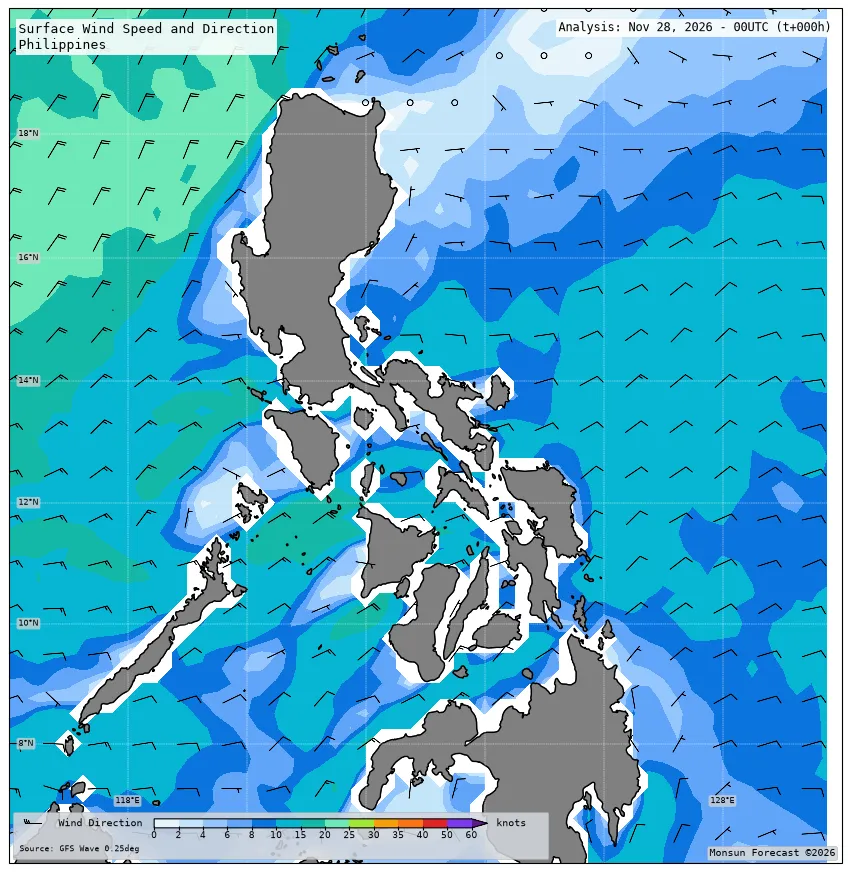 Surface Wind Speed and Direction
Philippines
Analysis: Nov 28, 2026 - 00UTC (t+000h)
18°N
16°N
14°N
12°N
10°N
8°N
118°E
128°E
Wind Direction
0 2 4 6 8 10 15 20 25 30 35 40 50 60 knots
Source: GFS Wave 0.25deg
Monsun Forecast ©2026